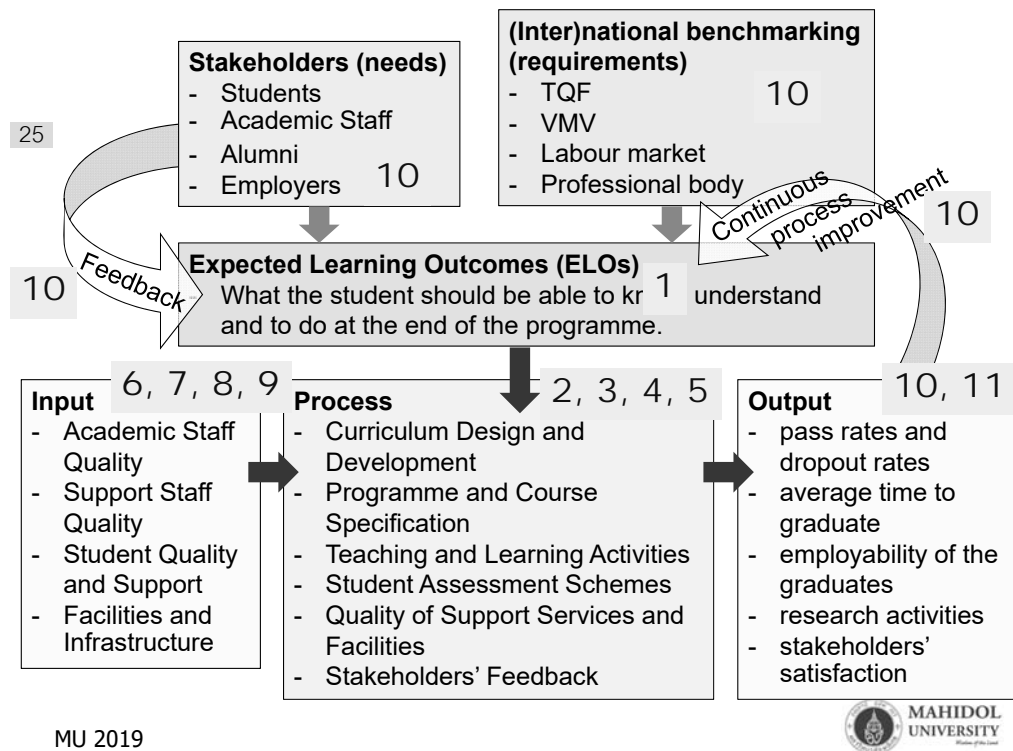 Stakeholders (needs)
- Students
- Academic Staff
- Alumni
- Employers
10
(Inter)national benchmarking
(requirements)
- TQF
- VMV
- Labour market
- Professional body
10
25
Feedback
10
Continuous
process
improvement
10
Expected Learning Outcomes (ELOs)
1
What the student should be able to kn understand
and to do at the end of the programme.
6, 7, 8, 9
Input
- Academic Staff
Quality
- Support Staff
Quality
- Student Quality
and Support
- Facilities and
Infrastructure
2, 3, 4, 5
Process
- Curriculum Design and
Development
- Programme and Course
Specification
- Teaching and Learning Activities
- Student Assessment Schemes
- Quality of Support Services and
Facilities
- Stakeholders' Feedback
10, 11
Output
- pass rates and
dropout rates
- average time to
graduate
- employability of the
graduates
- research activities
- stakeholders'
satisfaction
MU 2019
MAHIDOL
UNIVERSITY
Wisdom of the Land